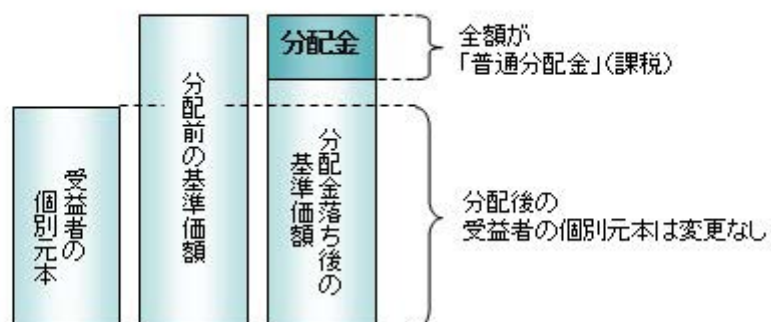 受益者の
個別元本
分配前の基準価額
分配金
分配金落ち後の
基準価額
全額が
「普通分配金」(課税)
分配後の
受益者の個別元本は変更なし